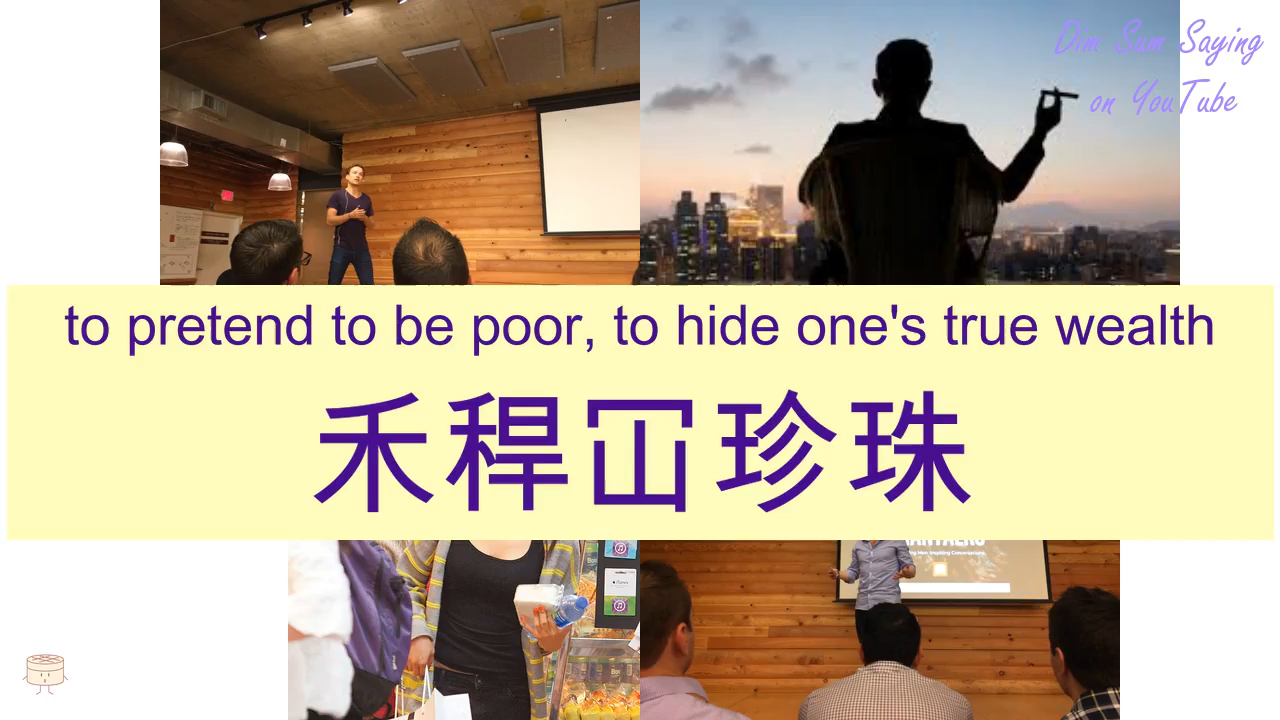 Dim Sum Saying
on YouTube
to pretend to be poor, to hide one's true wealth
禾稈冚珍珠